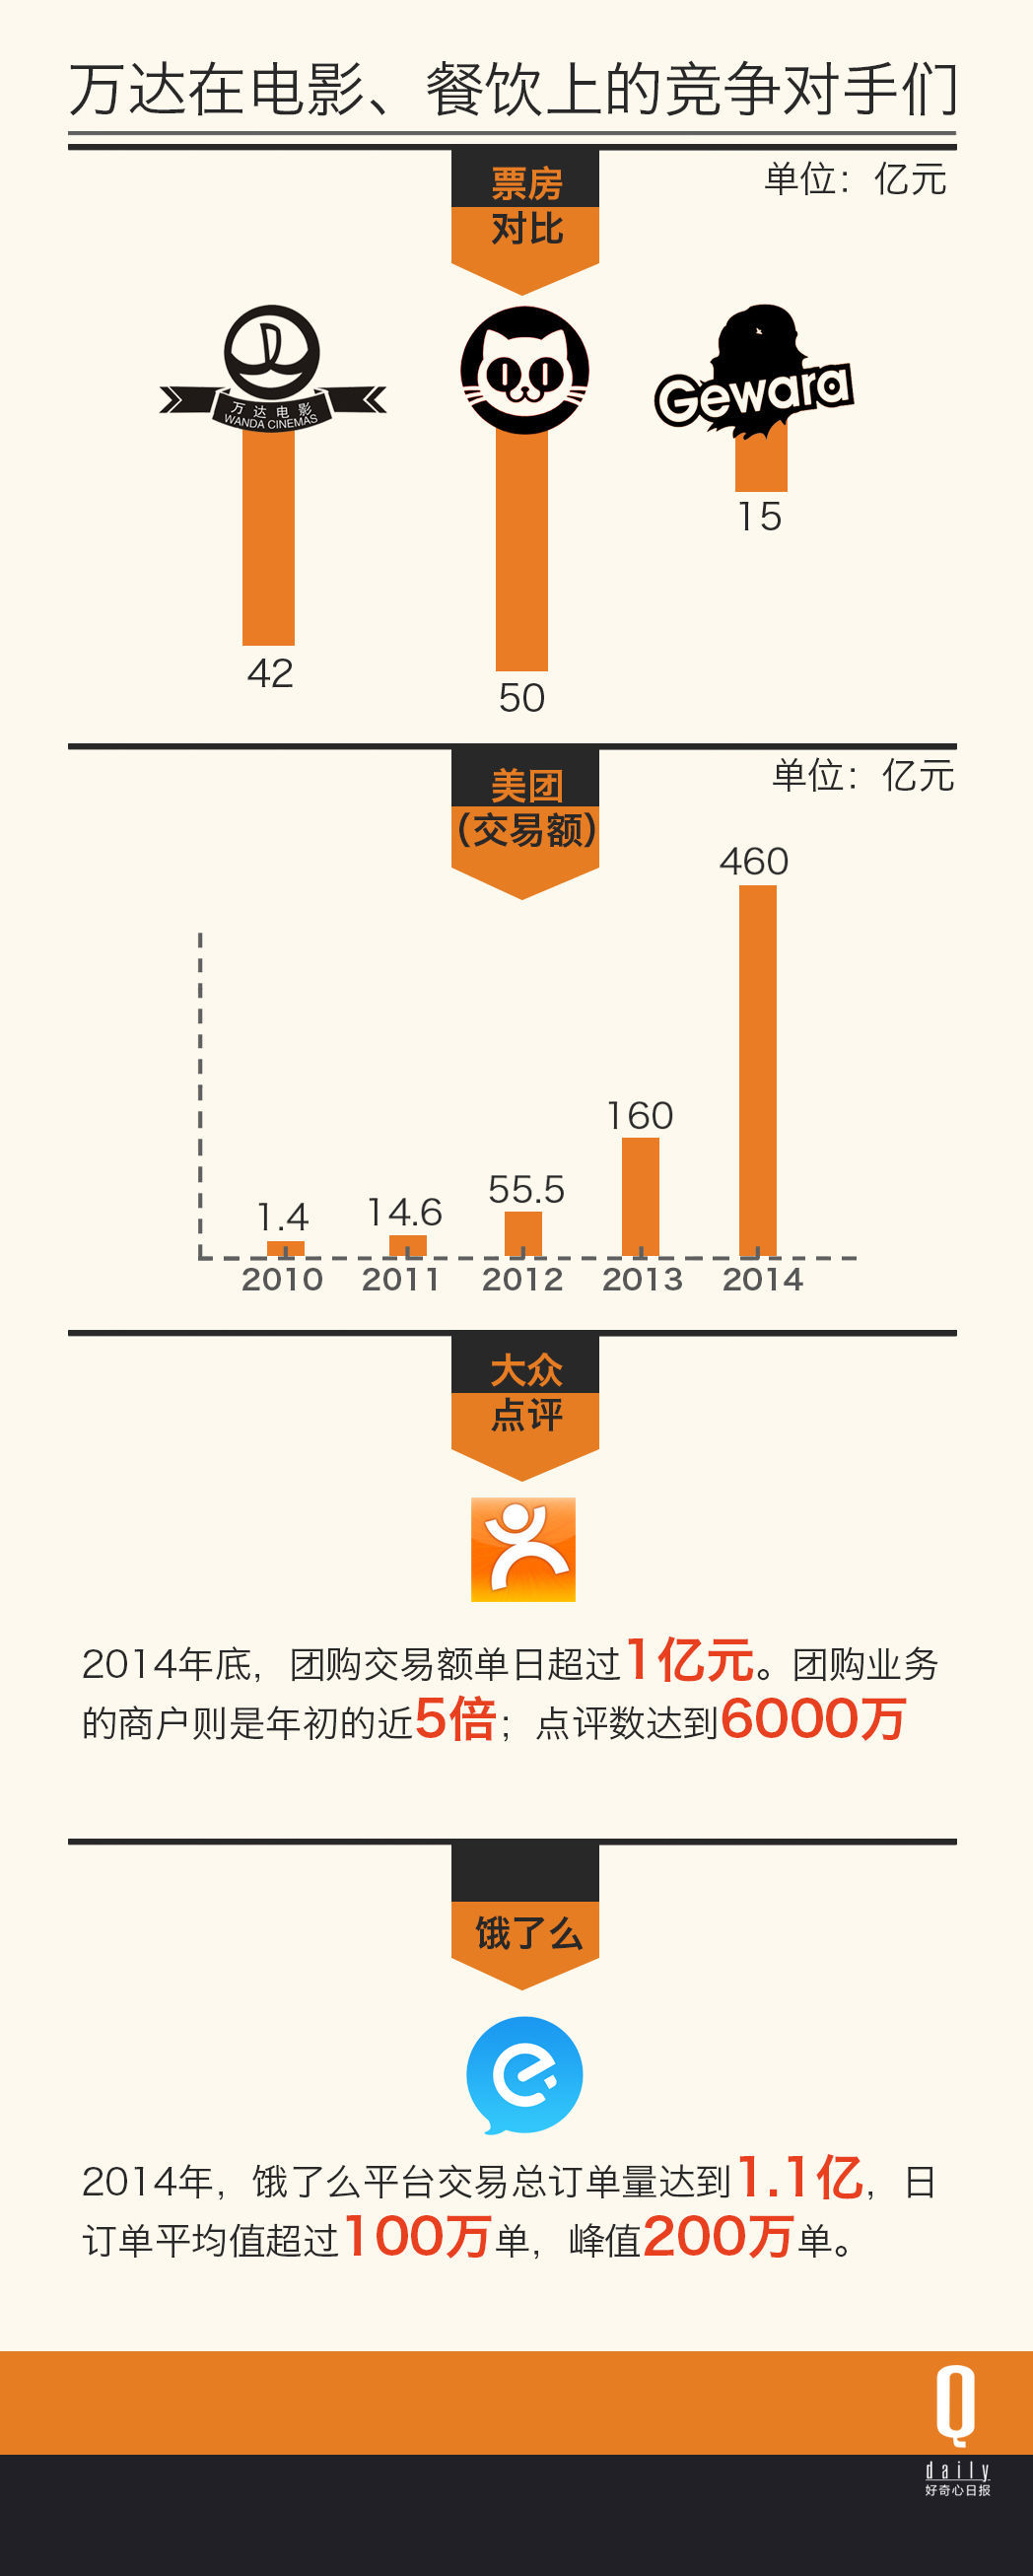 万达在电影、餐饮上的竞争对手们
票房
对比
单位：亿元
万达电影
WANDA CINEMAS
Gewara
42
50
15
美团
（交易额）
单位：亿元
1.4
14.6
55.5
160
460
2010 2011 2012 2013 2014
大众
点评
2014年底，团购交易额单日超过1亿元。团购业务
的商户则是年初的近5倍；点评数达到6000万
饿了么
2014年，饿了么平台交易总订单量达到1.1亿，日
订单平均值超过100万单，峰值200万单。
Q
daily
好奇心日报